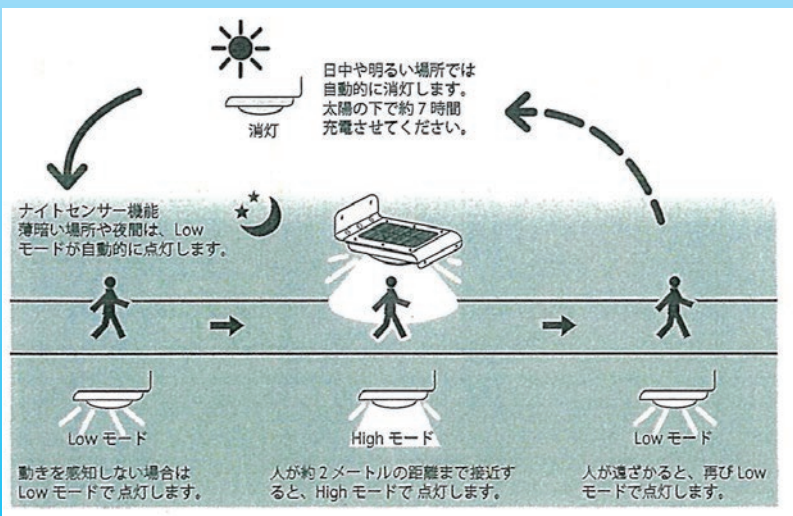 日中や明るい場所では
自動的に消灯します。
太陽の下で約7時間
充電させてください。
消灯
ナイトセンサー機能
薄暗い場所や夜間は、Low
モードが自動的に点灯します。
Low モード
動きを感知しない場合は
Low モードで 点灯します。
High モード
人が約2メートルの距離まで接近す
ると、High モードで 点灯します。
Low モード
人が遠ざかると、再び Low
モードで点灯します。